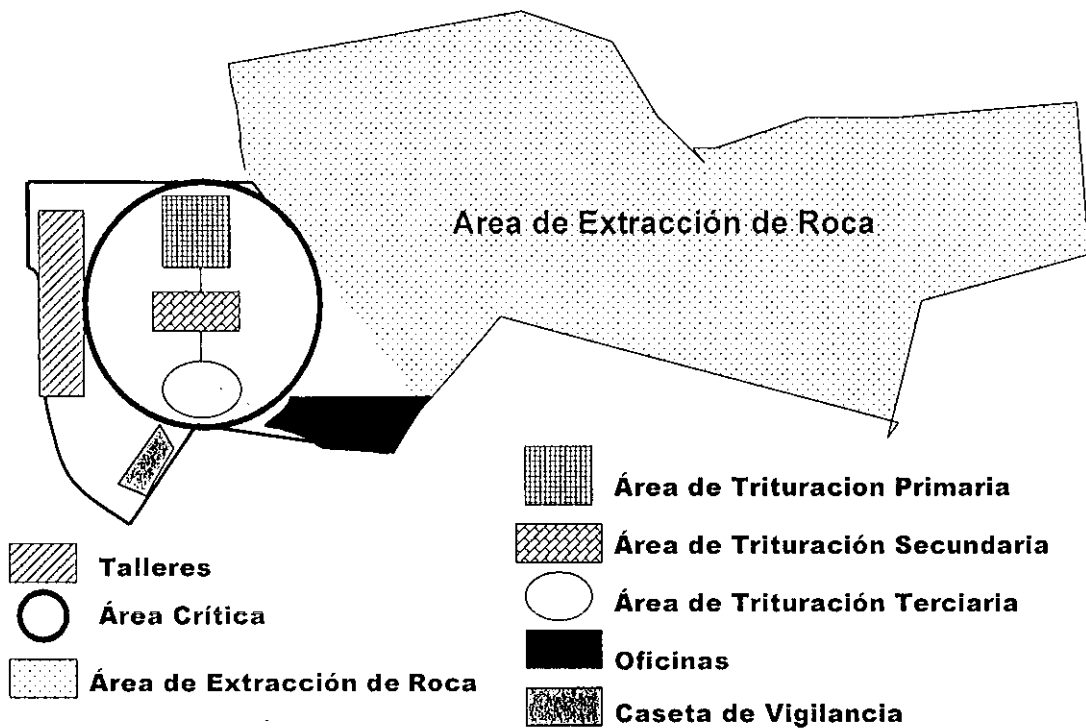 Area de Extracción de Roca
Talleres
Área Crítica
Área de Extracción de Roca
Área de Trituracion Primaria
Área de Trituración Secundaria
Área de Trituración Terciaria
Oficinas
Caseta de Vigilancia